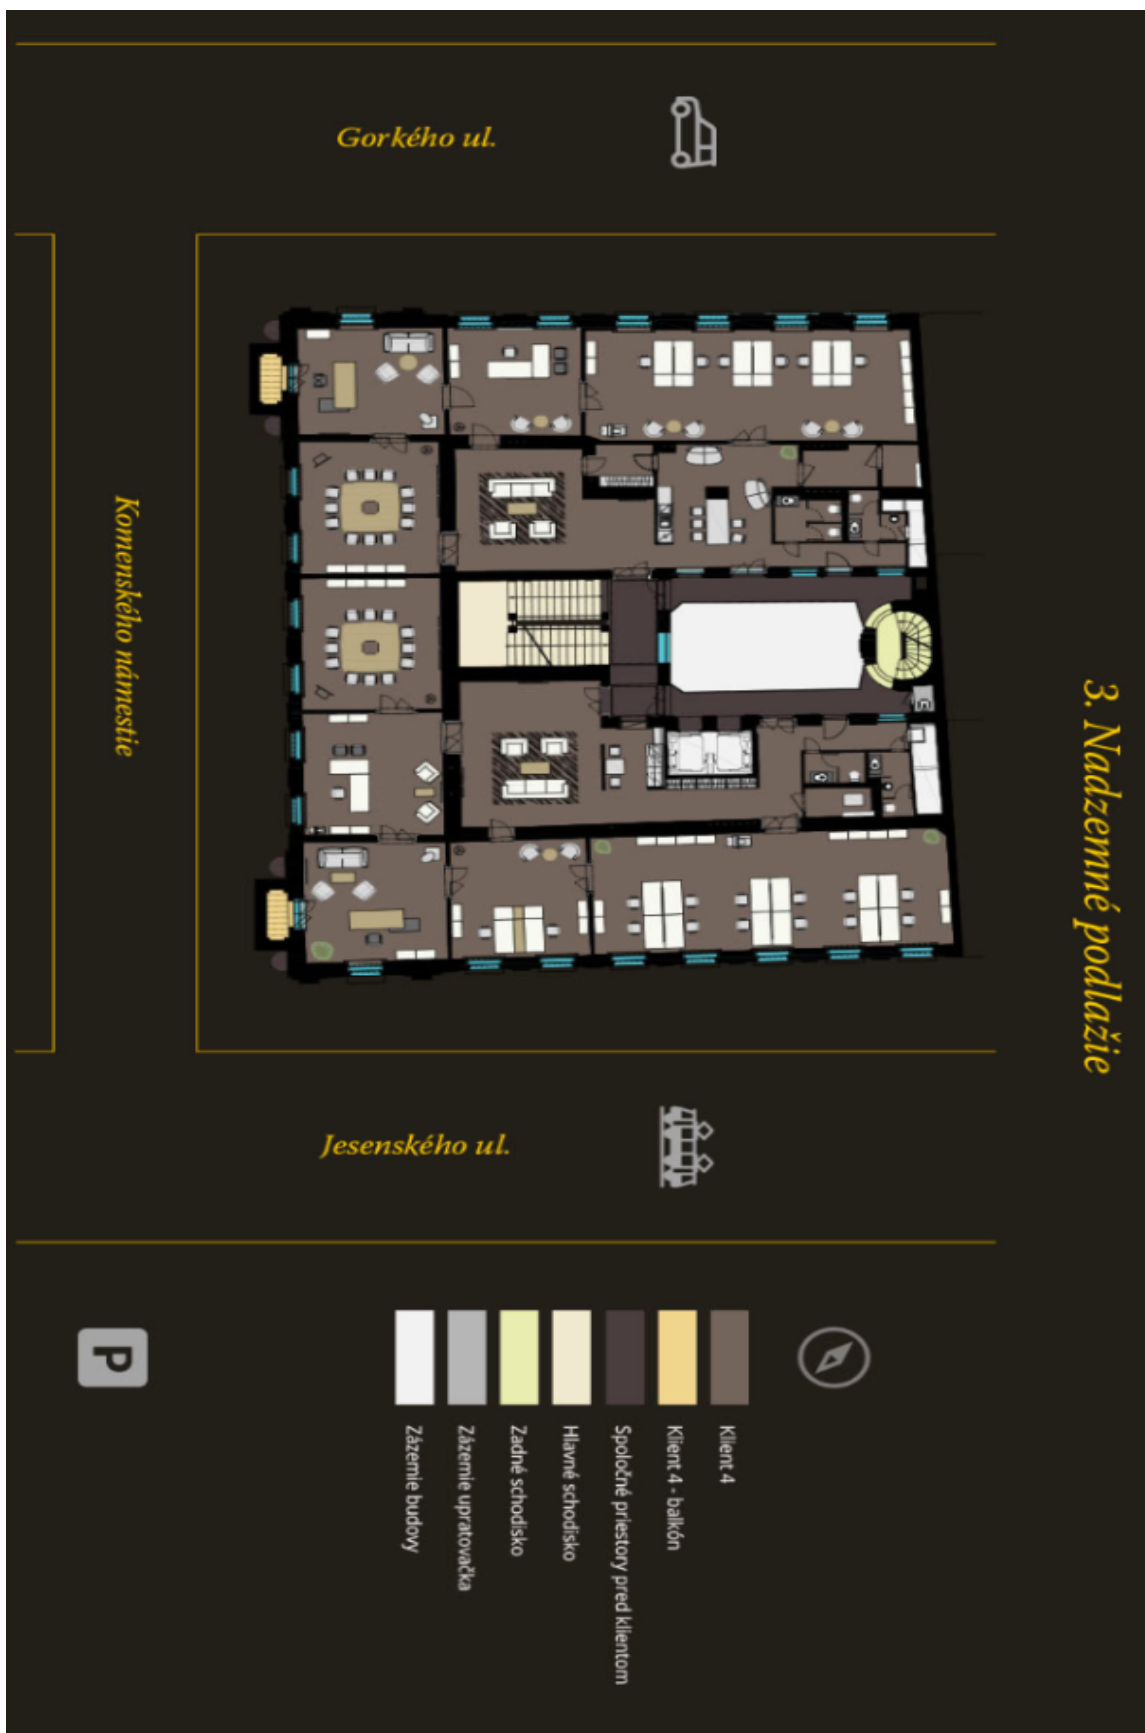 3. Nadzemné podlažie
Gorkého ul.
Komenského námestie
Jesenského ul.
Klient 4
Klient 4 - balkón
Spoločné priestory pred klientom
Hlavné schodisko
Zadné schodisko
Zázemie upratovačka
Zázemie budovy
P